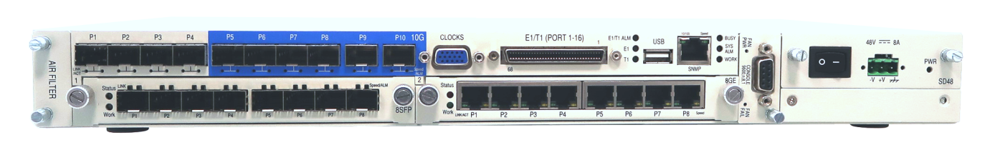 AIR FILTER
P1 P2 P3 P4 P5 P6 P7 P8 P9 P10 10G
LINK
/ACT
Speed
/ALM
CLOCKS
E1/T1 (PORT 1-16)
1
68
E1/T1 ALM
E1
T1
USB
10/100 Speed
SNMP
BUSY
SYS
ALM
WORK
FAN
PWR
CONSOLE
9600,n,8,1
FAN
FAIL
48V 8A
-V +V
PWR
SD48
O I
1
Status
Work
LINK
Speed/ALM
P1 P2 P3 P4 P5 P6 P7 P8
8SFP
2
Status
Work
LINK/ACT P1 P2 P3 P4 P5 P6 P7 P8 Speed
8GE